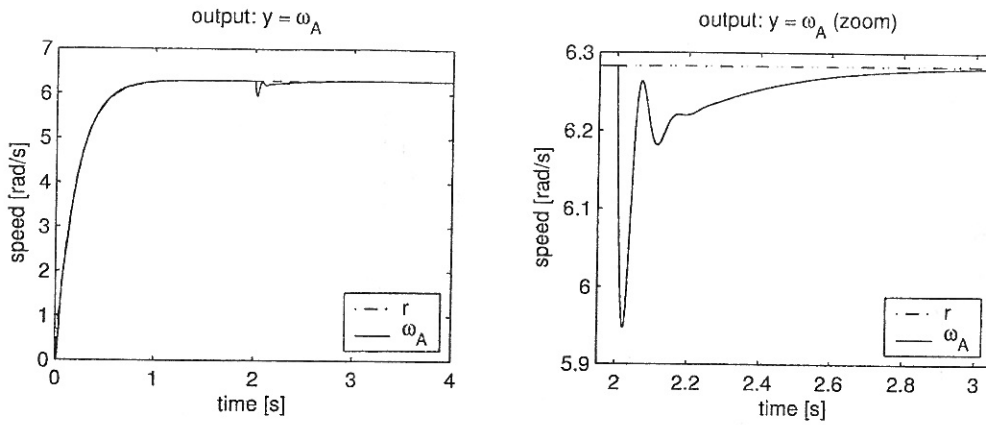 output: y = ω_A
7
6
5
4
3
2
1
0
speed [rad/s]
0
1
2
3
4
time [s]
r
ω_A
output: y = ω_A (zoom)
6.3
6.2
6.1
6
5.9
speed [rad/s]
2
2.2
2.4
2.6
2.8
3
time [s]
r
ω_A